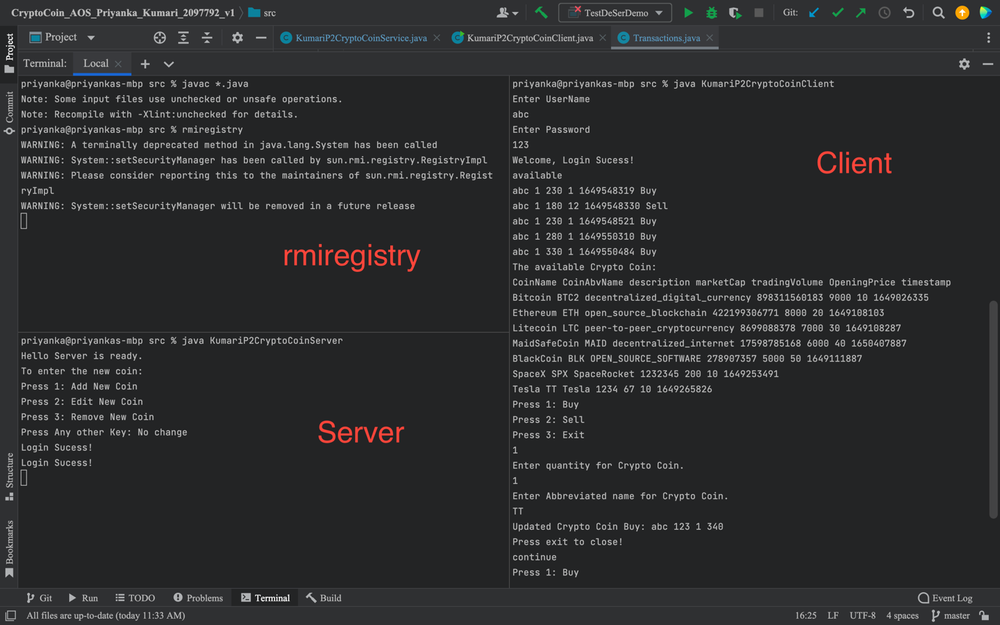 CryptoCoin_AOS_Priyanka_Kumari_2097792_v1 src TestDeSerDemo Git:
Project KumariP2CryptoCoinService.java KumariP2CryptoCoinClient.java Transactions.java
Project
Commit
Structure
Bookmarks
Terminal: Local
priyanka@priyankas-mbp src % javac *.java
Note: Some input files use unchecked or unsafe operations.
Note: Recompile with -Xlint:unchecked for details.
priyanka@priyankas-mbp src % rmiregistry
WARNING: A terminally deprecated method in java.lang.System has been called
WARNING: System::setSecurityManager has been called by sun.rmi.registry.RegistryImpl
WARNING: Please consider reporting this to the maintainers of sun.rmi.registry.Regist
ryImpl
WARNING: System::setSecurityManager will be removed in a future release
rmiregistry
priyanka@priyankas-mbp src % java KumariP2CryptoCoinServer
Hello Server is ready.
To enter the new coin:
Press 1: Add New Coin
Press 2: Edit New Coin
Press 3: Remove New Coin
Press Any other Key: No change
Login Sucess!
Login Sucess!
Server
priyanka@priyankas-mbp src % java KumariP2CryptoCoinClient
Enter UserName
abc
Enter Password
123
Welcome, Login Sucess!
available
abc 1 230 1 1649548319 Buy
abc 1 180 12 1649548330 Sell
abc 1 230 1 1649548521 Buy
abc 1 280 1 1649550310 Buy
abc 1 330 1 1649550484 Buy
The available Crypto Coin:
CoinName CoinAbvName description marketCap tradingVolume OpeningPrice timestamp
Bitcoin BTC2 decentralized_digital_currency 898311560183 9000 10 1649026335
Ethereum ETH open_source_blockchain 422199306771 8000 20 1649108103
Litecoin LTC peer-to-peer_cryptocurrency 8699088378 7000 30 1649108287
MaidSafeCoin MAID decentralized_internet 17598785168 6000 40 1650407887
BlackCoin BLK OPEN_SOURCE_SOFTWARE 278907357 5000 50 1649111887
SpaceX SPX SpaceRocket 1232345 200 10 1649253491
Tesla TT Tesla 1234 67 10 1649265826
Press 1: Buy
Press 2: Sell
Press 3: Exit
1
Enter quantity for Crypto Coin.
1
Enter Abbreviated name for Crypto Coin.
TT
Updated Crypto Coin Buy: abc 123 1 340
Press exit to close!
continue
Press 1: Buy
Client
Git Run TODO Problems Terminal Build Event Log
All files are up-to-date (today 11:33 AM) 16:25 LF UTF-8 4 spaces master